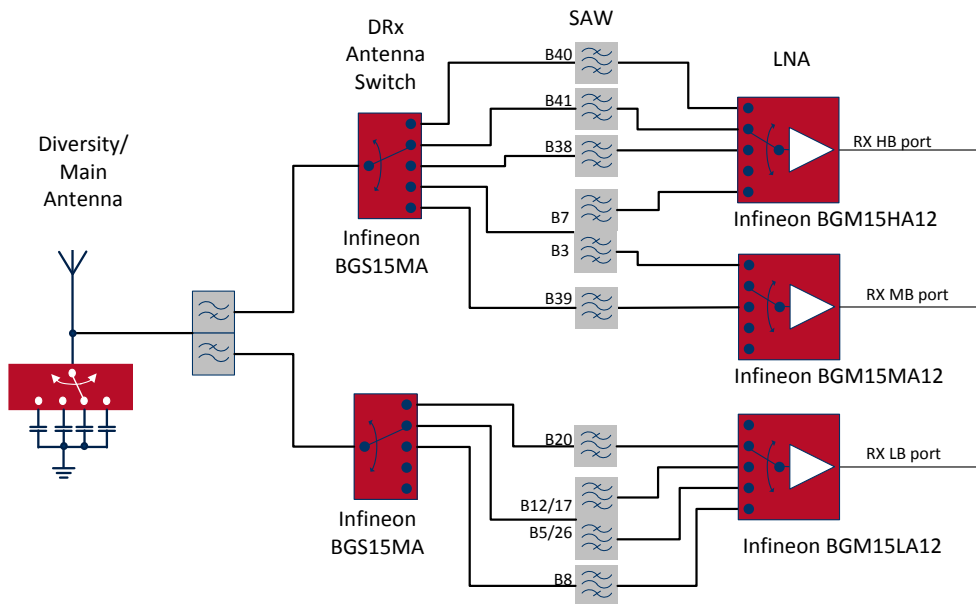 SAW
DRx
Antenna
Switch
LNA
B40
B41
B38
B7
B3
B39
Diversity/
Main
Antenna
RX HB port
Infineon BGM15HA12
Infineon
BGS15MA
RX MB port
Infineon BGM15MA12
B20
B12/17
B5/26
B8
RX LB port
Infineon
BGS15MA
Infineon BGM15LA12